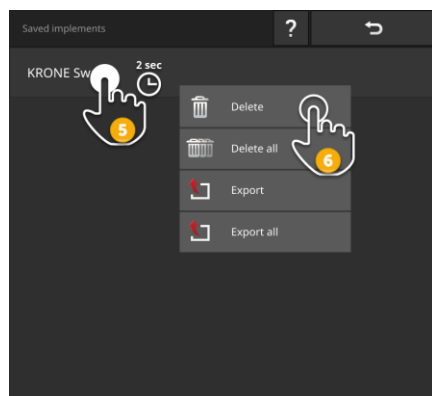 Saved implements
?
KRONE Sw
2 sec
5
Delete
6
Delete all
Export
Export all